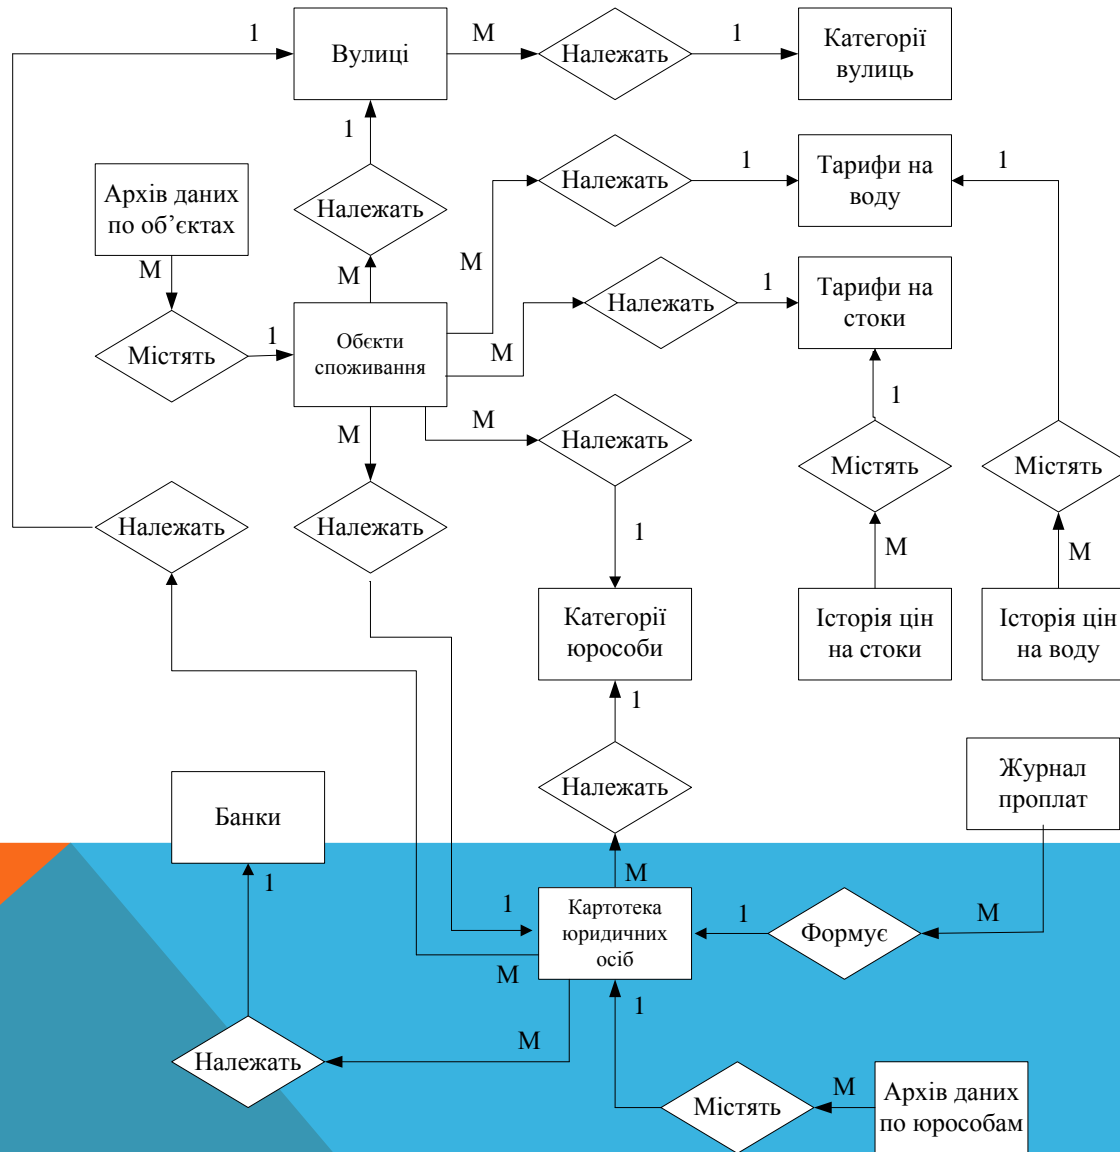 1
Вулиці
М
Належать
1
Категорії
вулиць
1
Архів даних
по об’єктах
Належать
Належать
1
Тарифи на
воду
1
М
М
М
Містять
1
Обєкти
споживання
М
Належать
1
Тарифи на
стоки
М
М
Належать
1
Містять
Містять
Належать
Належать
М
М
1
Категорії
юрособи
Історія цін
на стоки
Історія цін
на воду
1
Належать
Журнал
проплат
Банки
1
М
1
Картотека
юридичних
осіб
1
Формує
М
М
1
Належать
М
Містять
М
Архів даних
по юрособам